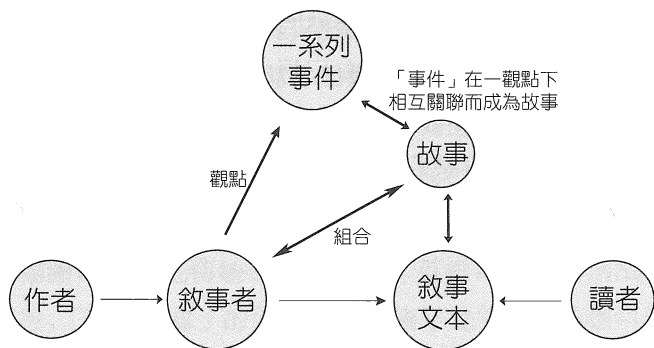 一系列
事件
「事件」在一觀點下
相互關聯而成為故事
故事
觀點
組合
作者
敘事者
敘事
文本
讀者